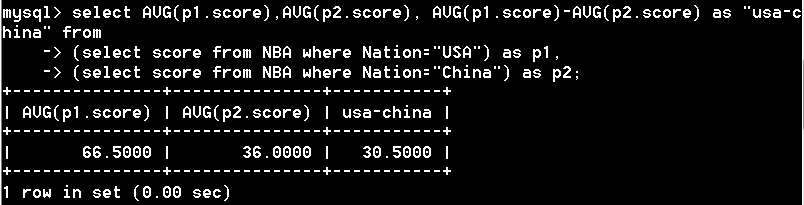 mysql> select AVG(p1.score),AVG(p2.score), AVG(p1.score)-AVG(p2.score) as "usa-c
hina" from
    -> (select score from NBA where Nation="USA") as p1,
    -> (select score from NBA where Nation="China") as p2;
+---------------+---------------+-----------+
| AVG(p1.score) | AVG(p2.score) | usa-china |
+---------------+---------------+-----------+
|       66.5000 |       36.0000 |   30.5000 |
+---------------+---------------+-----------+
1 row in set (0.00 sec)